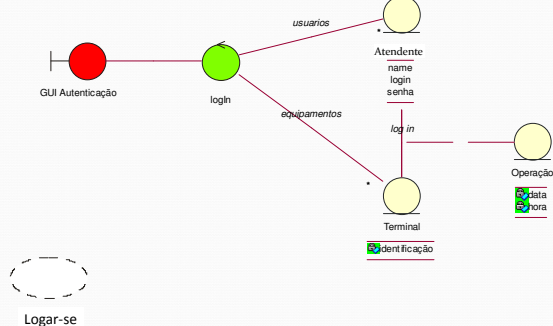 usuarios
*
Atendente
name
login
senha
GUI Autenticação
logIn
equipamentos
log in
*
Operação
data
hora
Terminal
identificação
Logar-se